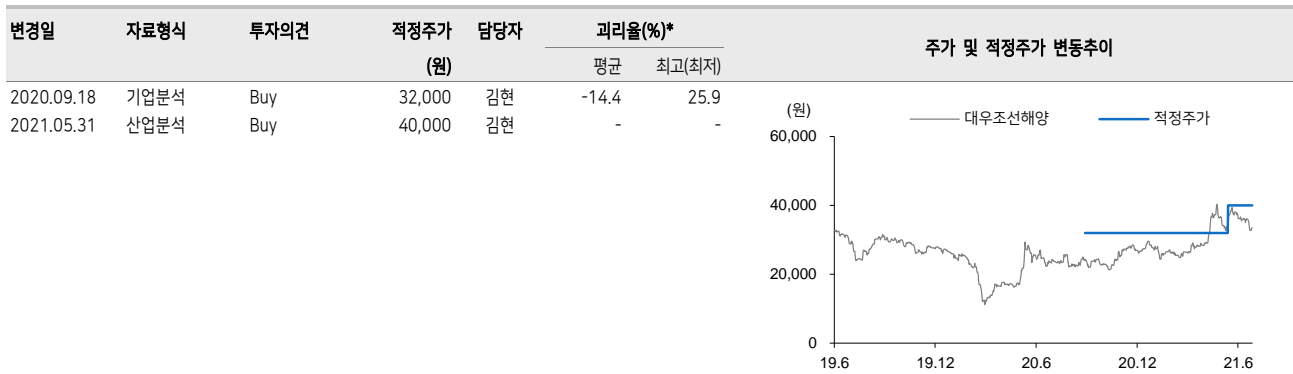 변경일 자료형식 투자의견 적정주가 담당자 괴리율(%)*
(원) 평균 최고(최저)
2020.09.18 기업분석 Buy 32,000 김현 -14.4 25.9
2021.05.31 산업분석 Buy 40,000 김현 - -
주가 및 적정주가 변동추이
(원) 대우조선해양 적정주가
60,000
40,000
20,000
0
19.6 19.12 20.6 20.12 21.6